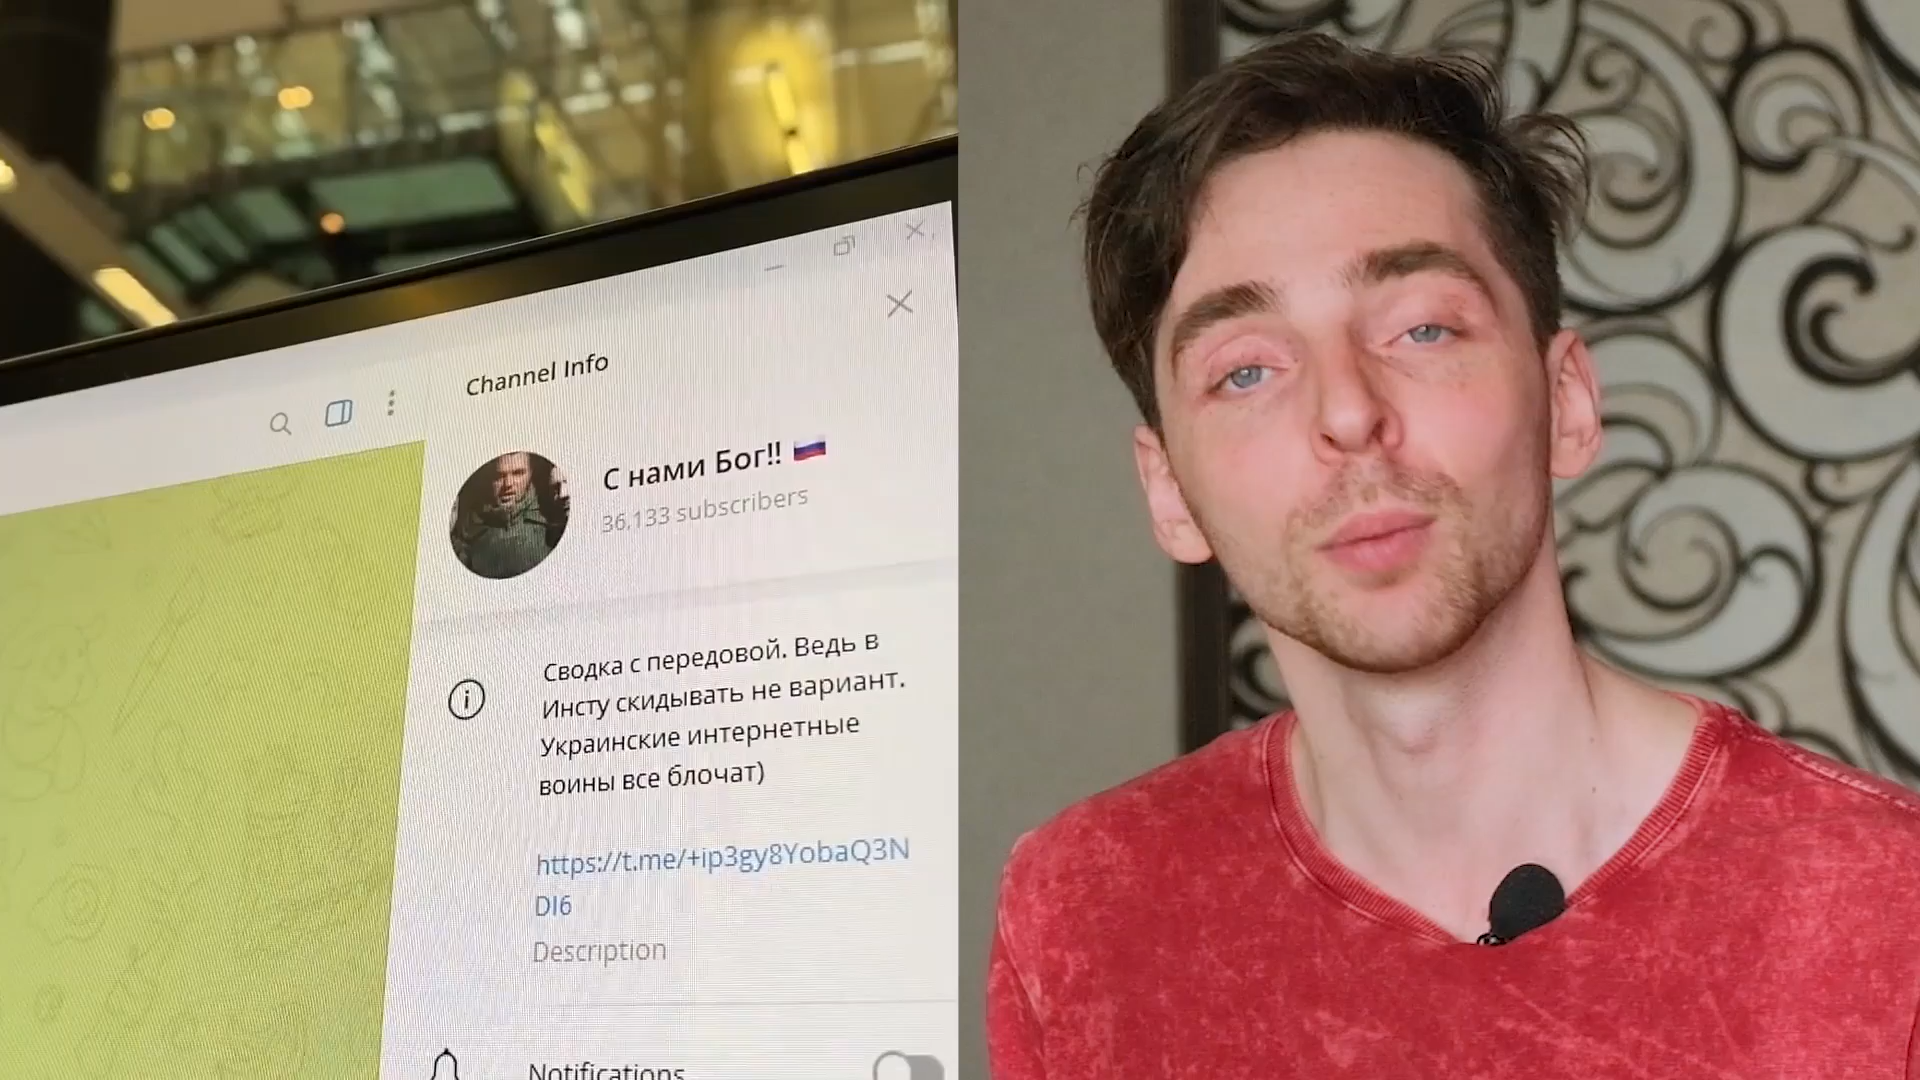 Channel Info
С нами Бог!! 🇷🇺
36,133 subscribers
Сводка с передовой. Ведь в
Инсту скидывать не вариант.
Украинские интернетные
воины все блочат)
https://t.me/+ip3gy8YobaQ3N
DI6
Description
Notifications